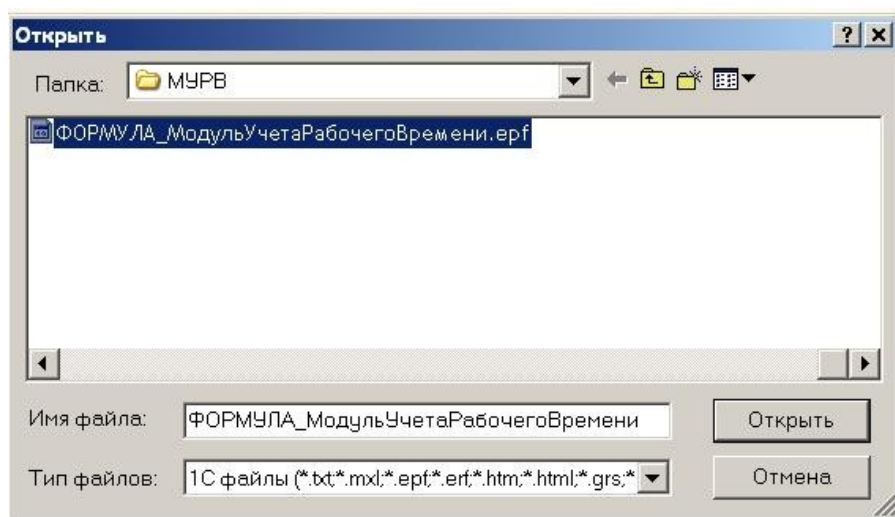 Открыть
Папка: МУРВ
ФОРМУЛА_МодульУчетаРабочегоВремени.epf
Имя файла: ФОРМУЛА_МодульУчетаРабочегоВремени Открыть
Тип файлов: 1С файлы (*.txt;*.mxl;*.epf;*.erf;*.htm;*.html;*.grs;* Отмена